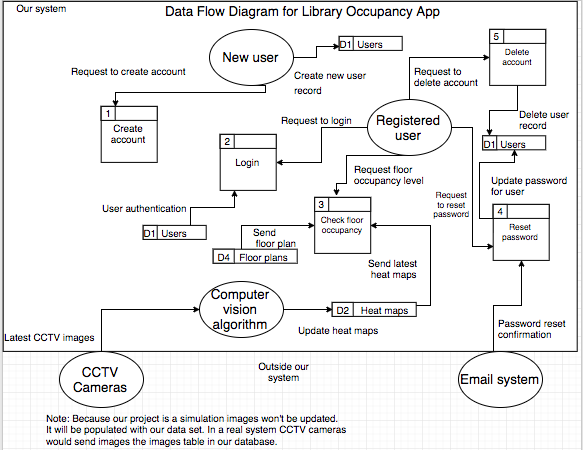 Our system
Data Flow Diagram for Library Occupancy App
New user
D1 Users
5
Delete
account
Request to create account
Create new user
record
Request to
delete account
1
Create
account
Request to login
Registered
user
Delete user
record
D1 Users
2
Login
Request floor
occupancy level
Update password
for user
Request
to reset
password
User authentication
D1 Users
3
Check floor
occupancy
4
Reset
password
Send
floor plan
D4 Floor plans
Send latest
heat maps
Computer
vision
algorithm
D2 Heat maps
Update heat maps
Password reset
confirmation
Latest CCTV images
CCTV
Cameras
Outside our
system
Email system
Note: Because our project is a simulation images won't be updated.
It will be populated with our data set. In a real system CCTV cameras
would send images the images table in our database.